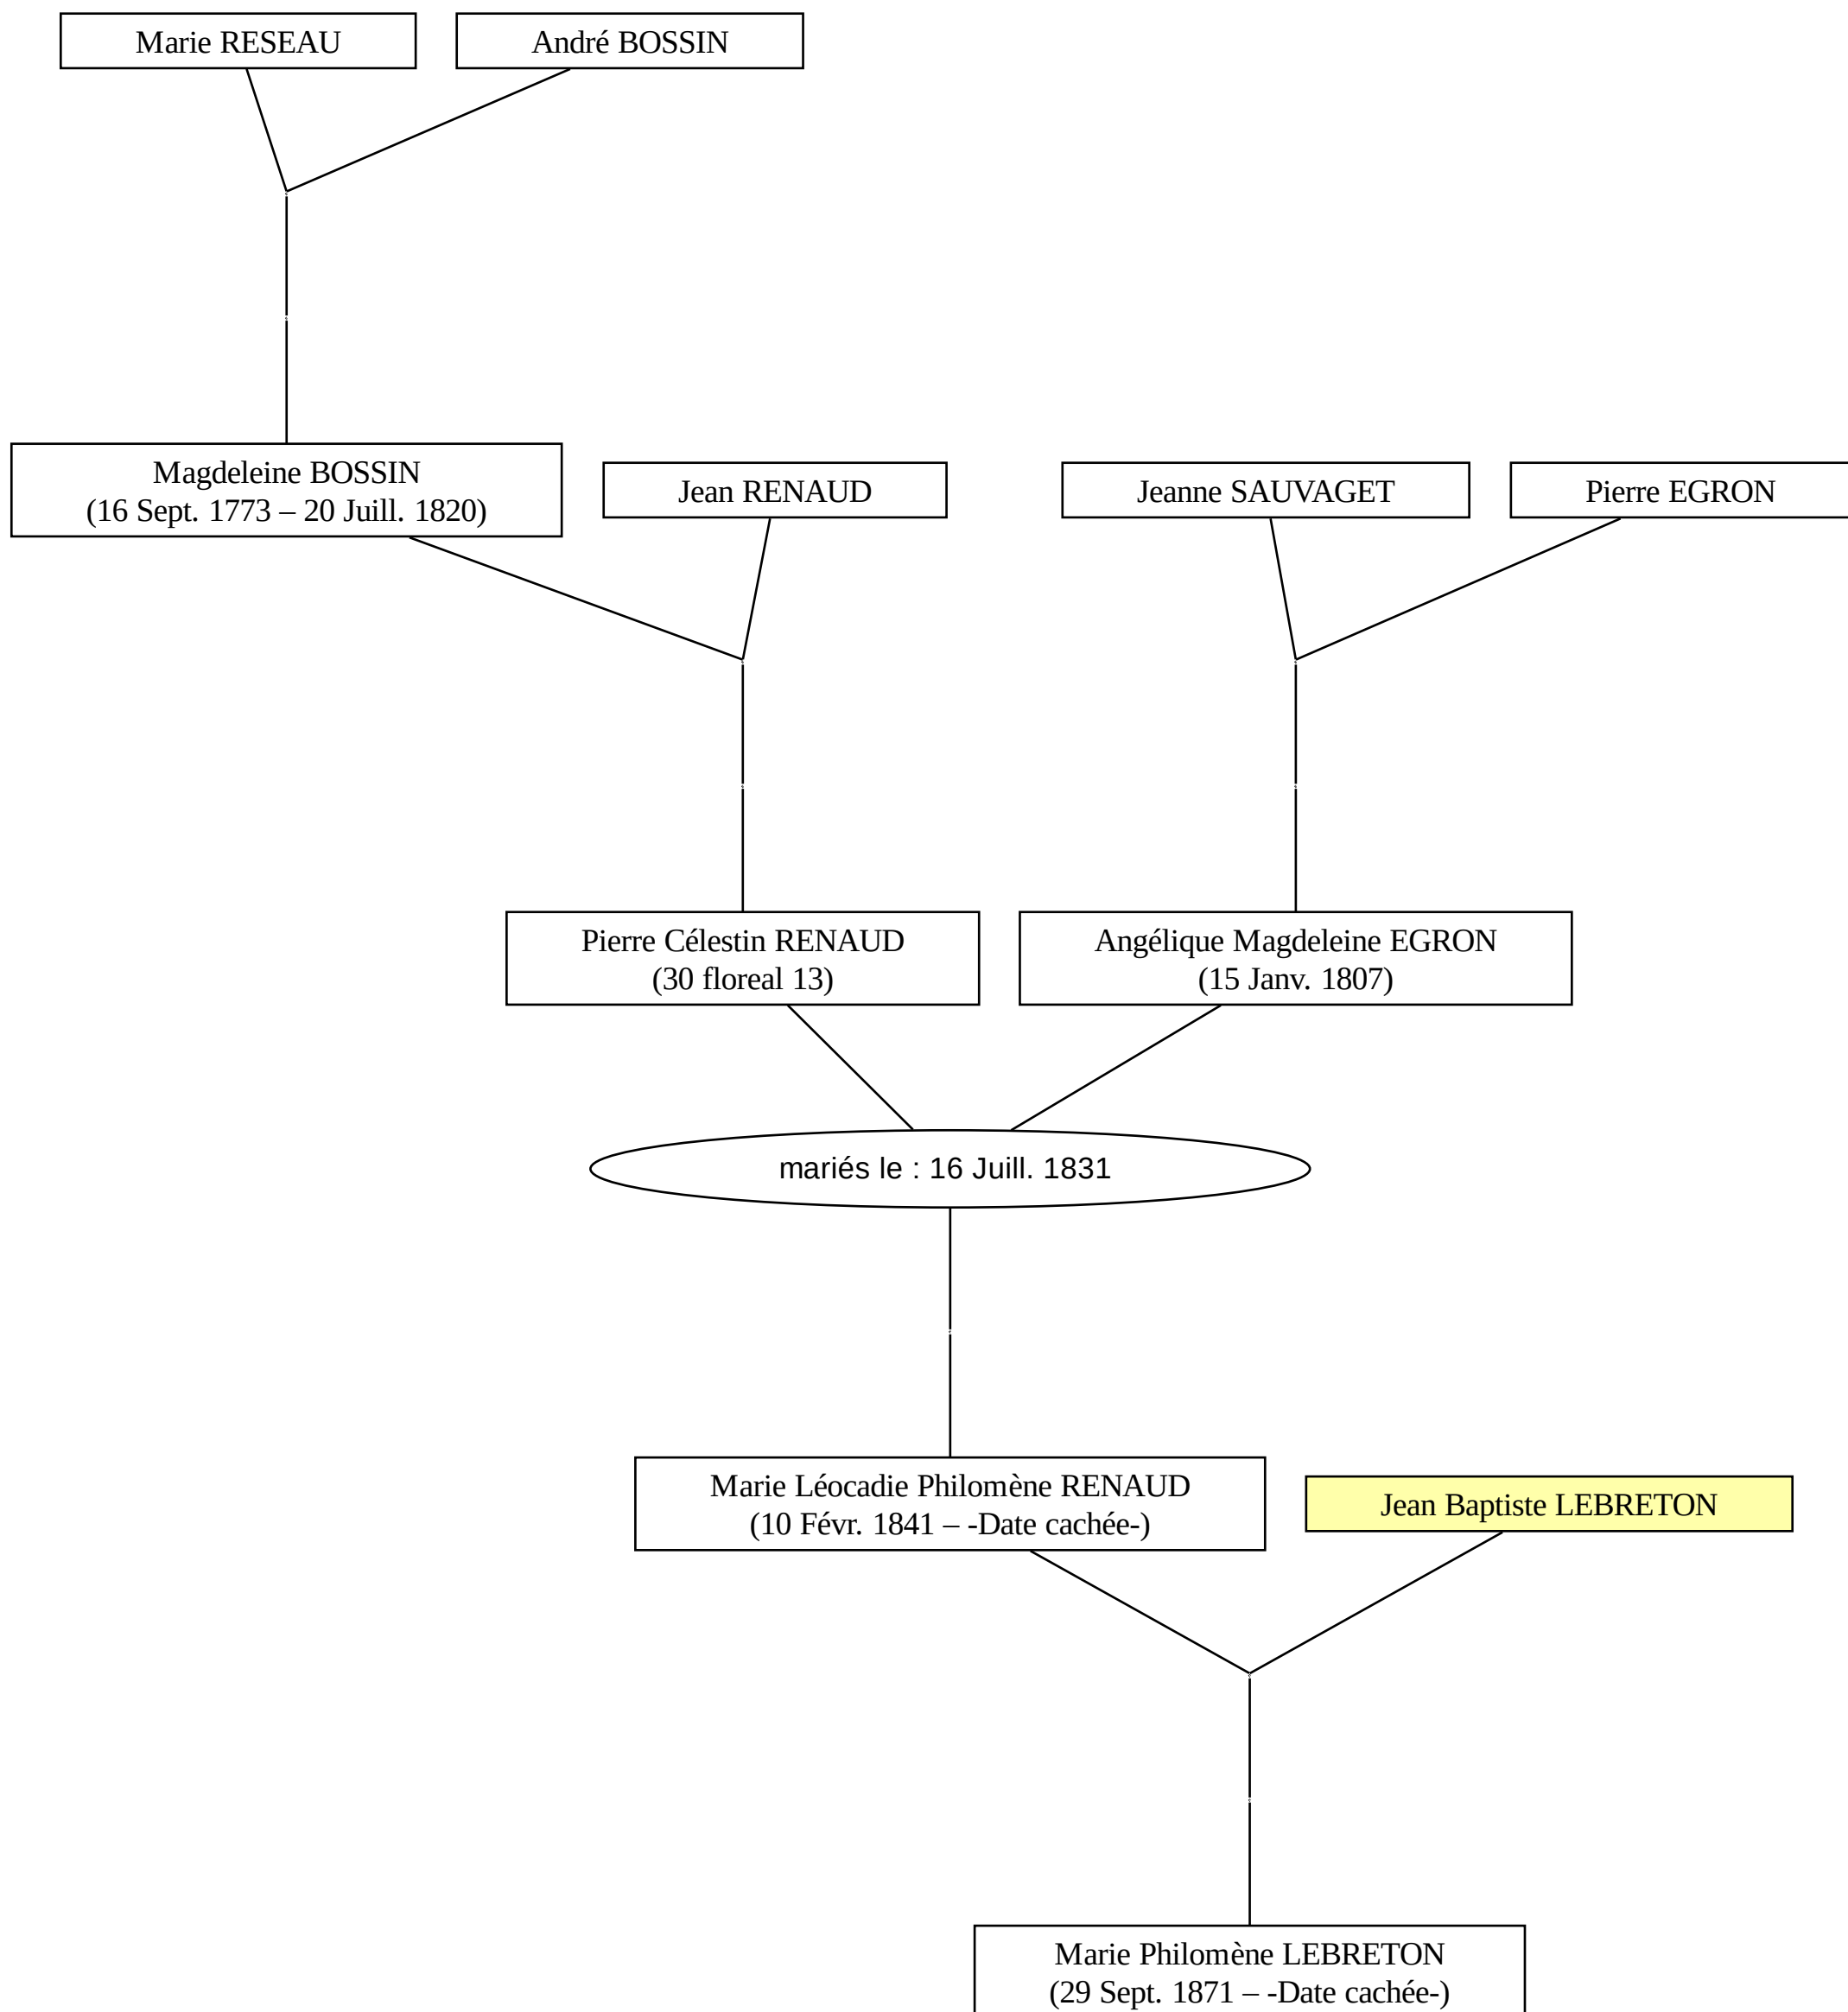 Marie RESEAU
André BOSSIN
Magdeleine BOSSIN
(16 Sept. 1773 – 20 Juill. 1820)
Jean RENAUD
Jeanne SAUVAGET
Pierre EGRON
Pierre Célestin RENAUD
(30 floreal 13)
Angélique Magdeleine EGRON
(15 Janv. 1807)
mariés le : 16 Juill. 1831
Marie Léocadie Philomène RENAUD
(10 Févr. 1841 – -Date cachée-)
Jean Baptiste LEBRETON
Marie Philomène LEBRETON
(29 Sept. 1871 – -Date cachée-)